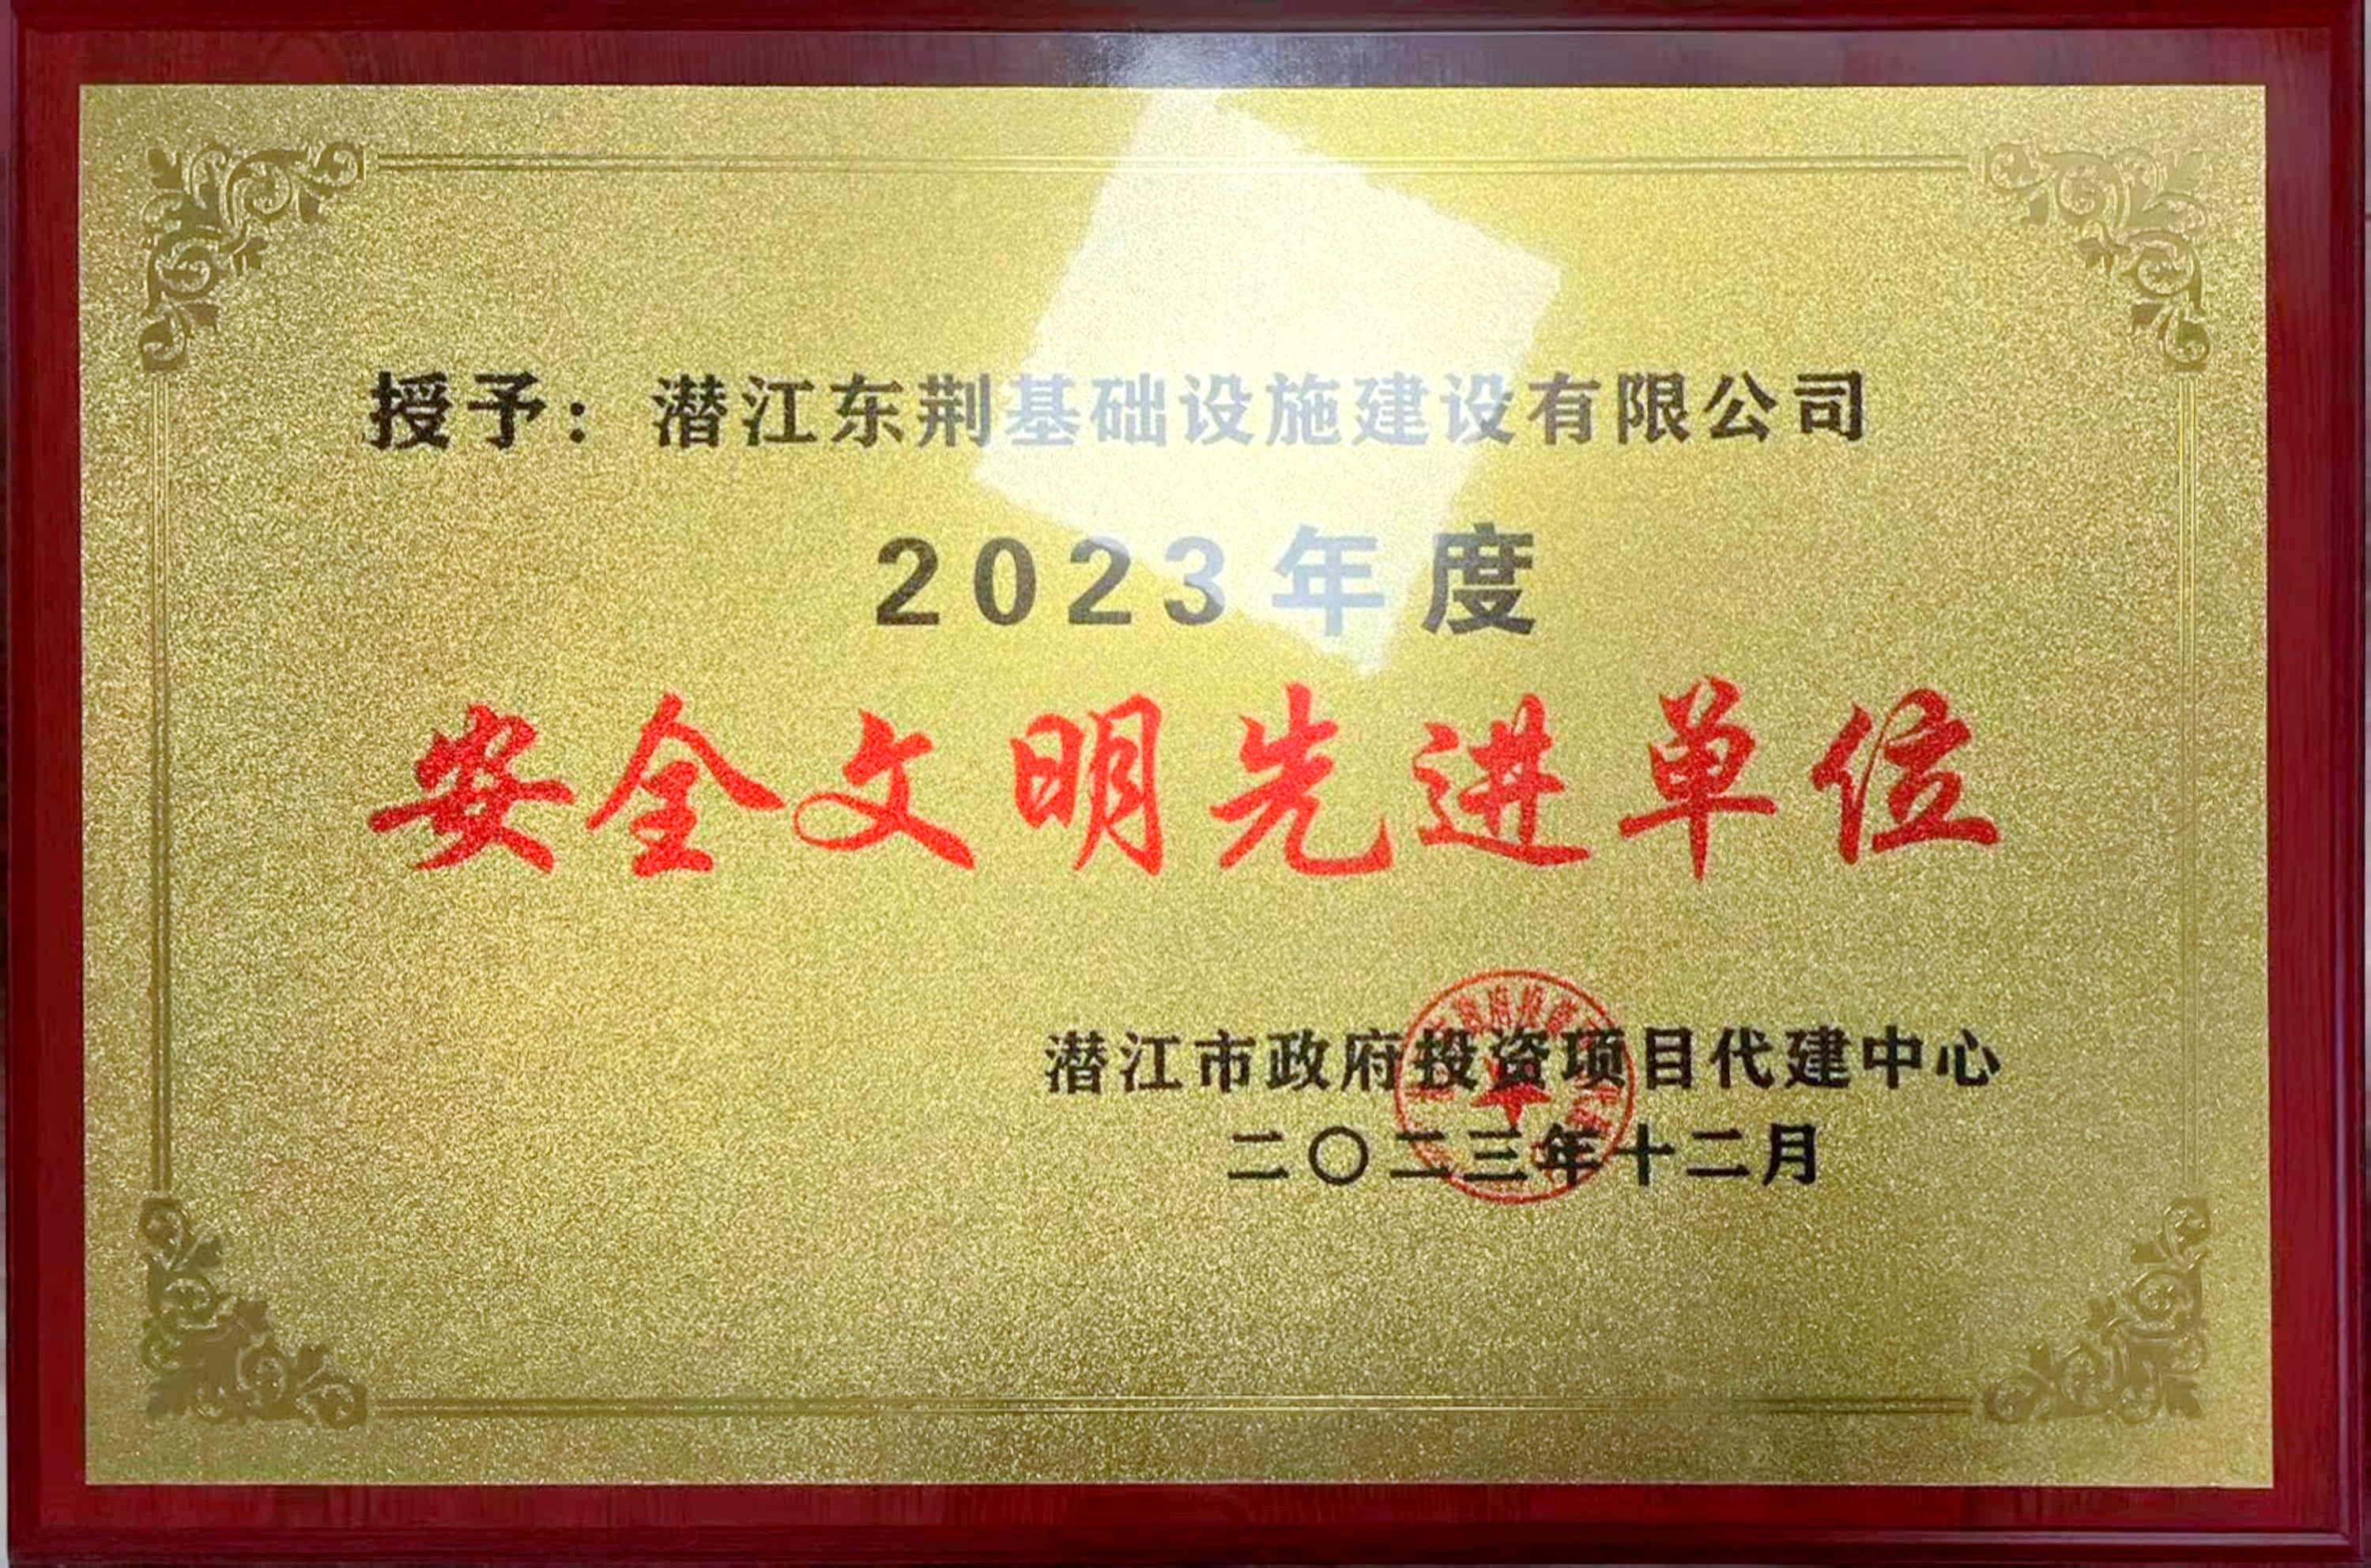 授予：潜江东荆基础设施建设有限公司
2023年度
安全文明先进单位
潜江市政府投资项目代建中心
二〇二三年十二月